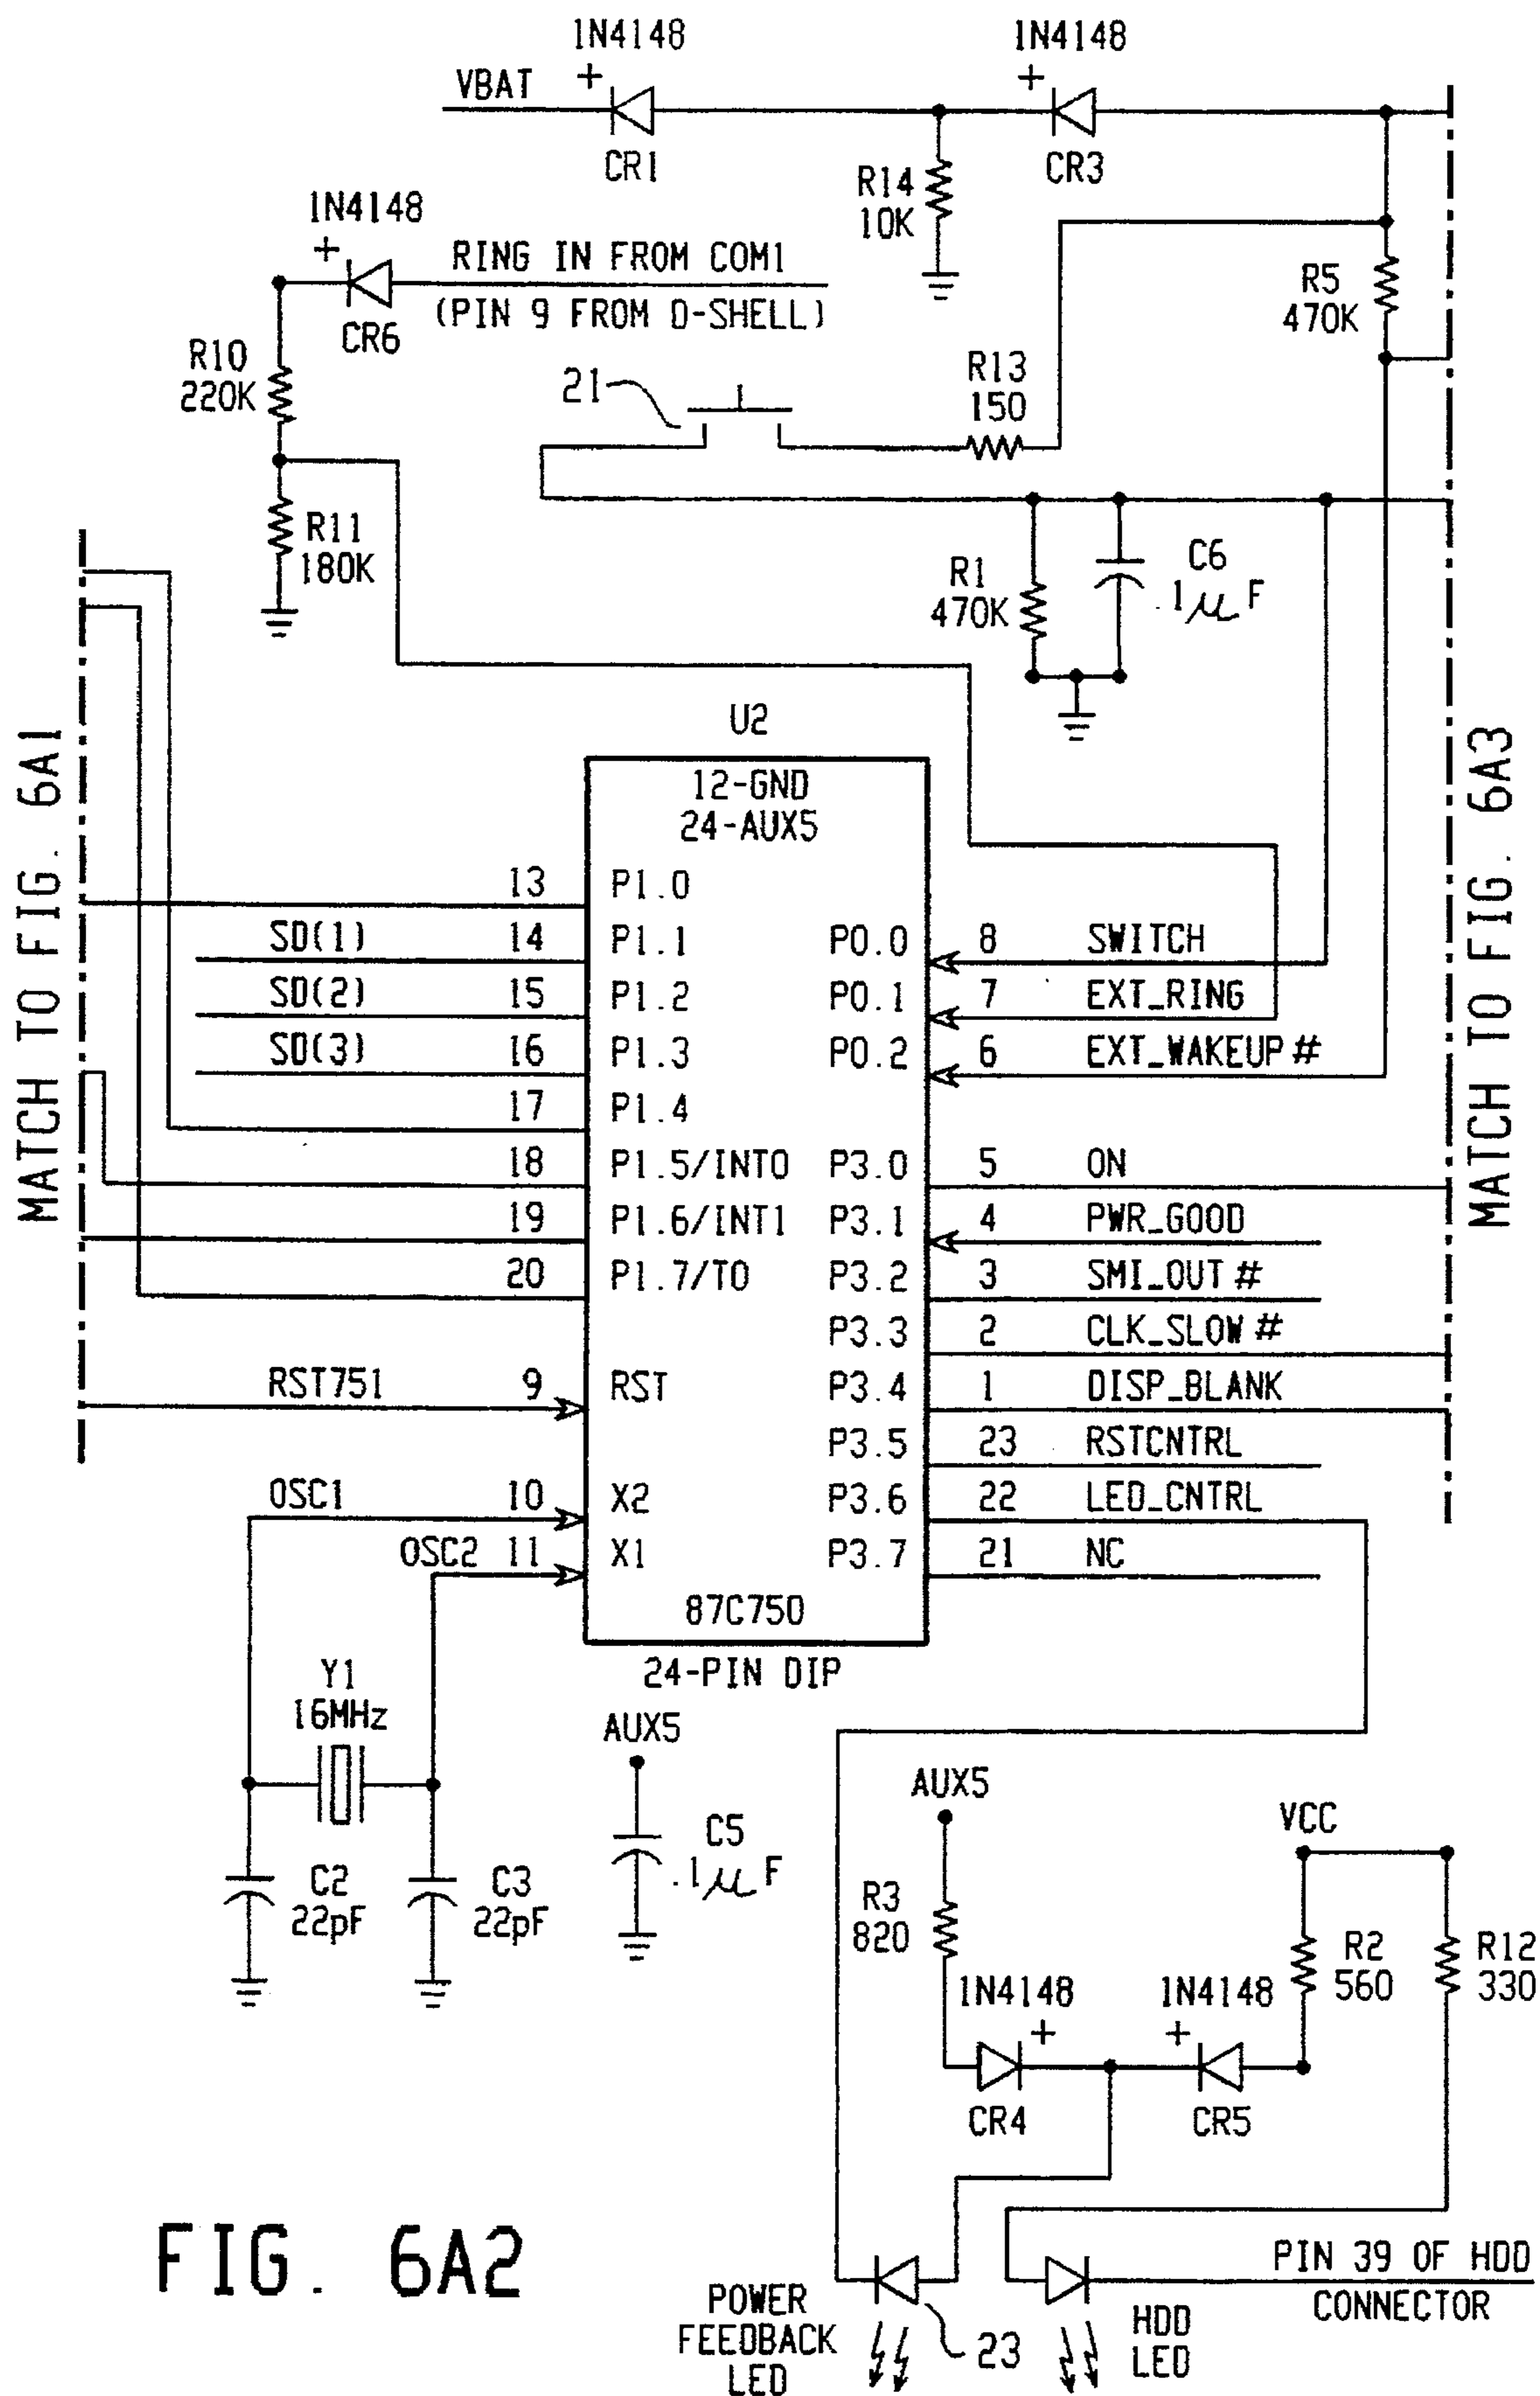 1N4148
1N4148
VBAT
+
+
CR1
CR3
R14
10K
1N4148
+
RING IN FROM COM1
(PIN 9 FROM D-SHELL)
CR6
R5
470K
R10
220K
21
R13
150
R11
180K
R1
470K
C6
.1µF
MATCH TO FIG. 6A1
MATCH TO FIG. 6A3
U2
12-GND
24-AUX5
13 P1.0
SD(1) 14 P1.1 P0.0 8 SWITCH
SD(2) 15 P1.2 P0.1 7 EXT_RING
SD(3) 16 P1.3 P0.2 6 EXT_WAKEUP#
17 P1.4
18 P1.5/INT0 P3.0 5 ON
19 P1.6/INT1 P3.1 4 PWR_GOOD
20 P1.7/T0 P3.2 3 SMI_OUT#
P3.3 2 CLK_SLOW#
RST751 9 RST P3.4 1 DISP_BLANK
P3.5 23 RSTCNTRL
OSC1 10 X2 P3.6 22 LED_CNTRL
OSC2 11 X1 P3.7 21 NC
87C750
24-PIN DIP
Y1
16MHz
AUX5
C5
.1µF
C2
22pF
C3
22pF
AUX5
VCC
R3
820
R2
560
R12
330
1N4148
+
1N4148
+
CR4
CR5
FIG. 6A2
PIN 39 OF HDD
CONNECTOR
POWER
FEEDBACK
LED
23
HDD
LED